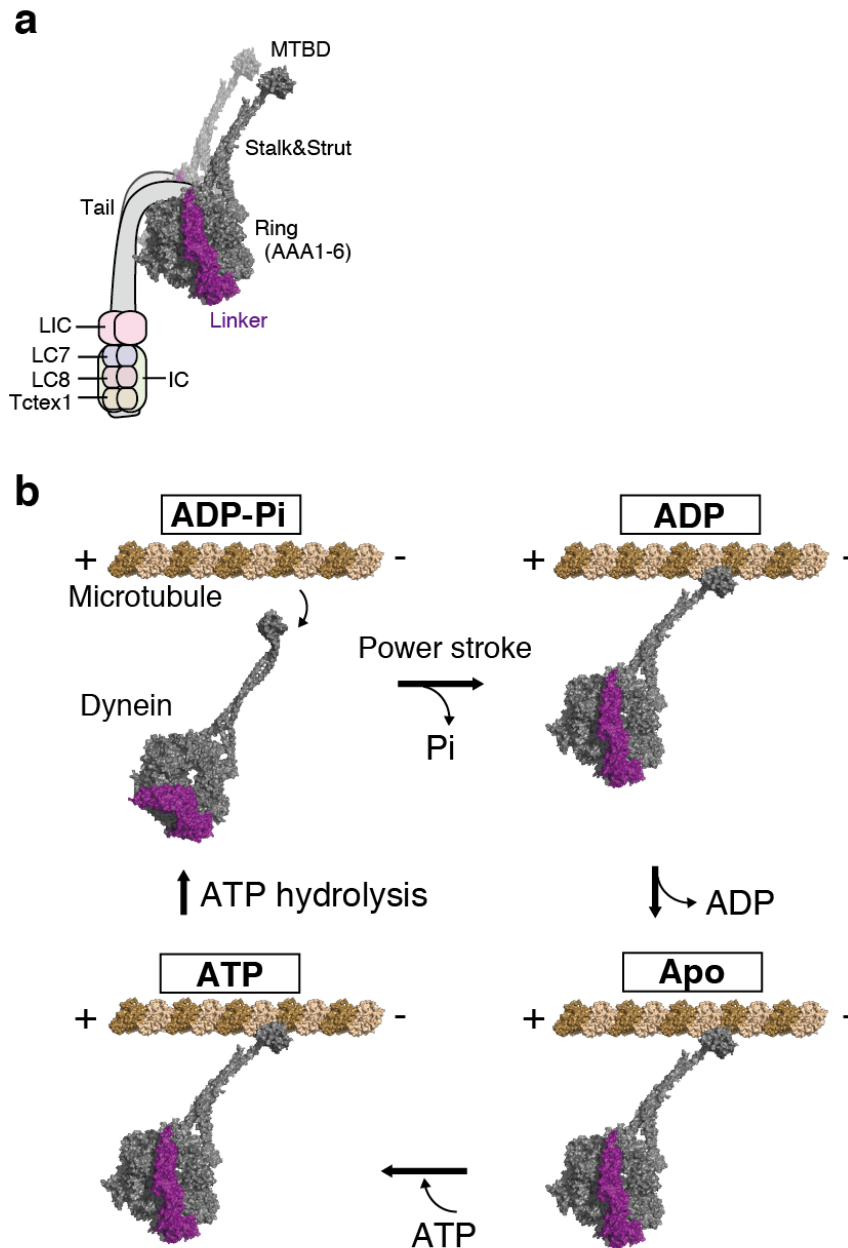 a
MTBD
Stalk&Strut
Tail
Ring
(AAA1-6)
Linker
LIC
LC7
LC8
IC
Tctex1
b
ADP-Pi
ADP
+
-
+
-
Microtubule
Power stroke
Dynein
Pi
ATP hydrolysis
ADP
ATP
Apo
+
-
+
-
ATP